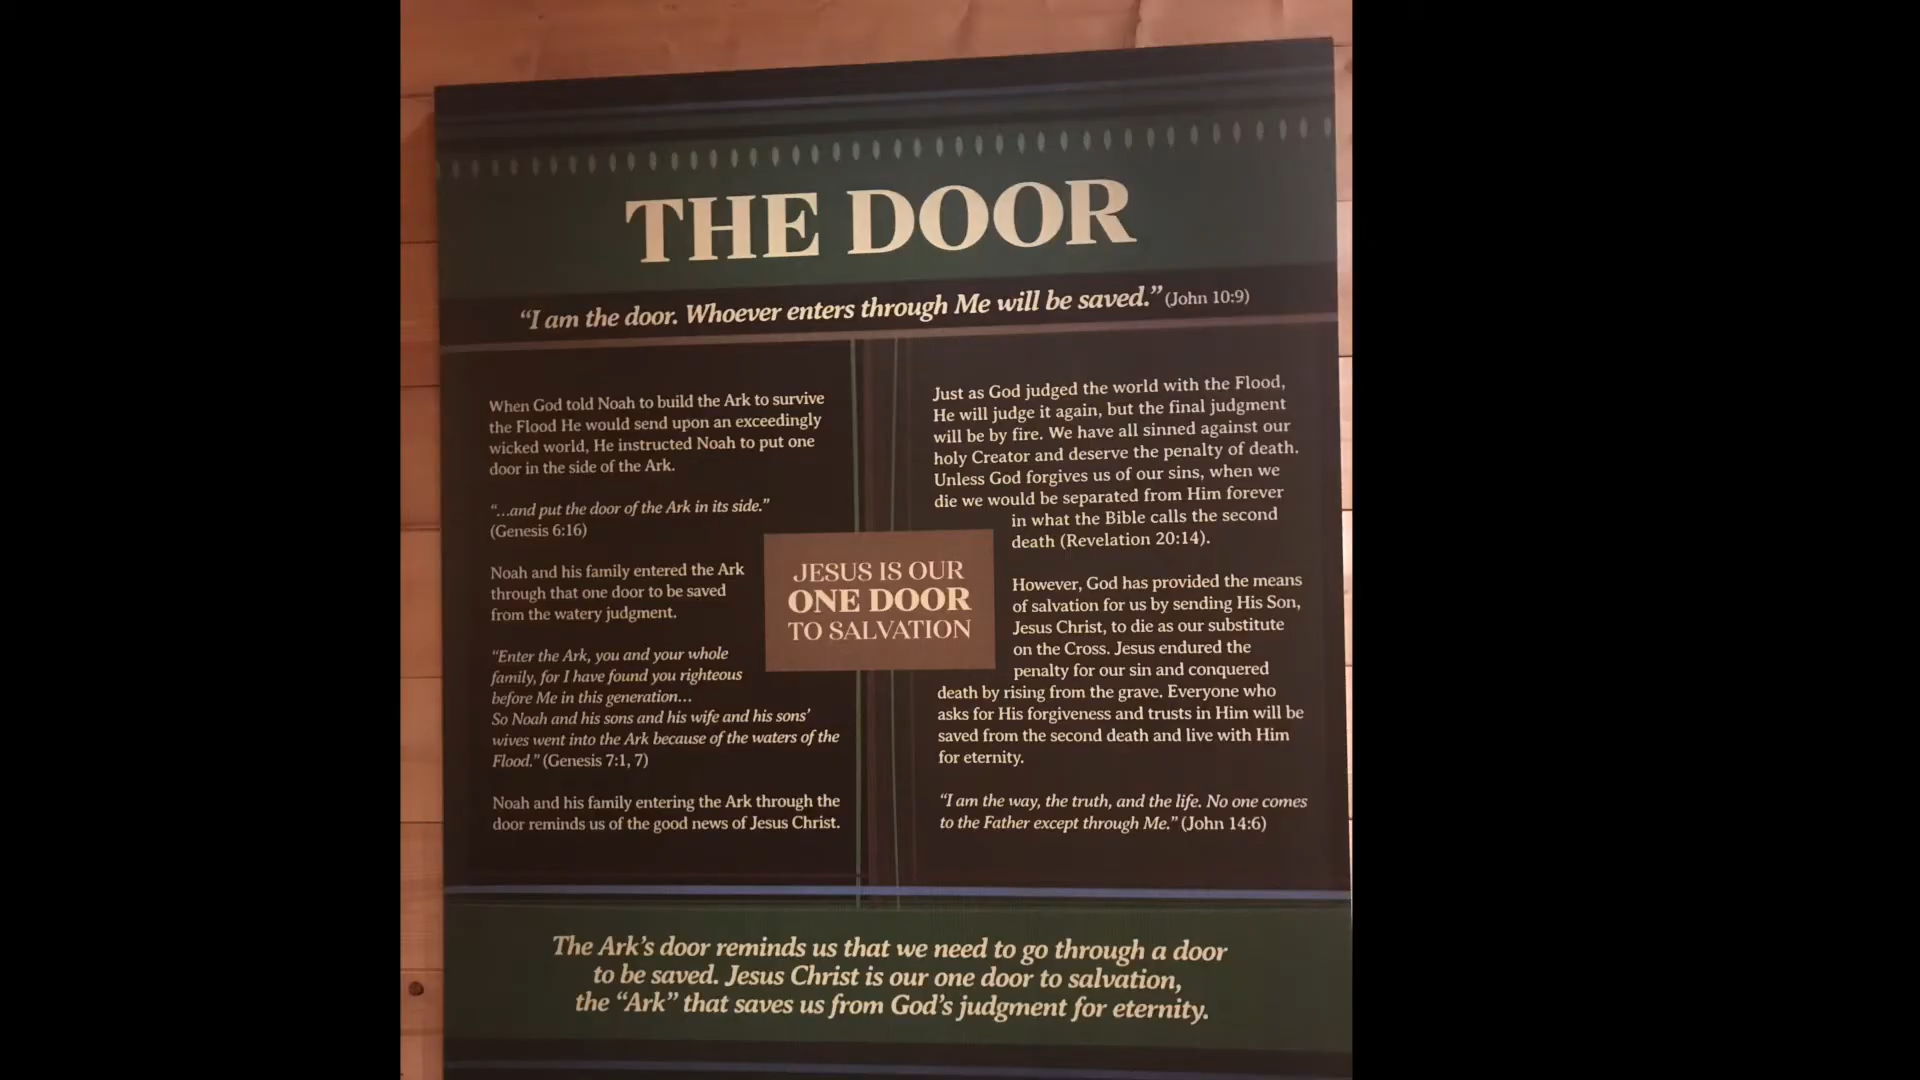 THE DOOR
“I am the door. Whoever enters through Me will be saved.” (John 10:9)
When God told Noah to build the Ark to survive
the Flood He would send upon an exceedingly
wicked world, He instructed Noah to put one
door in the side of the Ark.
“...and put the door of the Ark in its side.”
(Genesis 6:16)
Noah and his family entered the Ark
through that one door to be saved
from the watery judgment.
“Enter the Ark, you and your whole
family, for I have found you righteous
before Me in this generation...
So Noah and his sons and his wife and his sons’
wives went into the Ark because of the waters of the
Flood.” (Genesis 7:1, 7)
Noah and his family entering the Ark through the
door reminds us of the good news of Jesus Christ.
JESUS IS OUR
ONE DOOR
TO SALVATION
Just as God judged the world with the Flood,
He will judge it again, but the final judgment
will be by fire. We have all sinned against our
holy Creator and deserve the penalty of death.
Unless God forgives us of our sins, when we
die we would be separated from Him forever
in what the Bible calls the second
death (Revelation 20:14).
However, God has provided the means
of salvation for us by sending His Son,
Jesus Christ, to die as our substitute
on the Cross. Jesus endured the
penalty for our sin and conquered
death by rising from the grave. Everyone who
asks for His forgiveness and trusts in Him will be
saved from the second death and live with Him
for eternity.
“I am the way, the truth, and the life. No one comes
to the Father except through Me.” (John 14:6)
The Ark’s door reminds us that we need to go through a door
to be saved. Jesus Christ is our one door to salvation,
the “Ark” that saves us from God’s judgment for eternity.